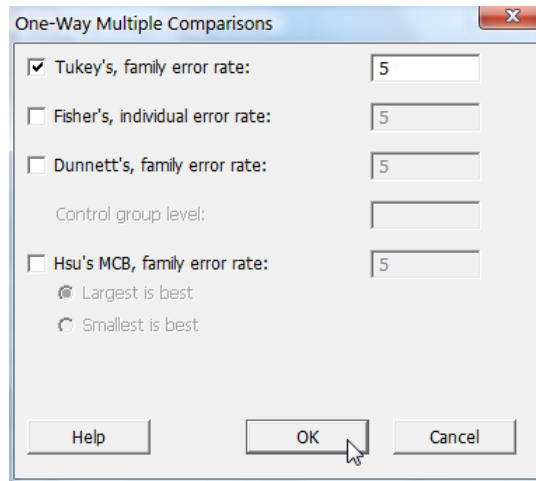 One-Way Multiple Comparisons
Tukey's, family error rate: 5
Fisher's, individual error rate: 5
Dunnett's, family error rate: 5
Control group level:
Hsu's MCB, family error rate: 5
Largest is best
Smallest is best
Help OK Cancel